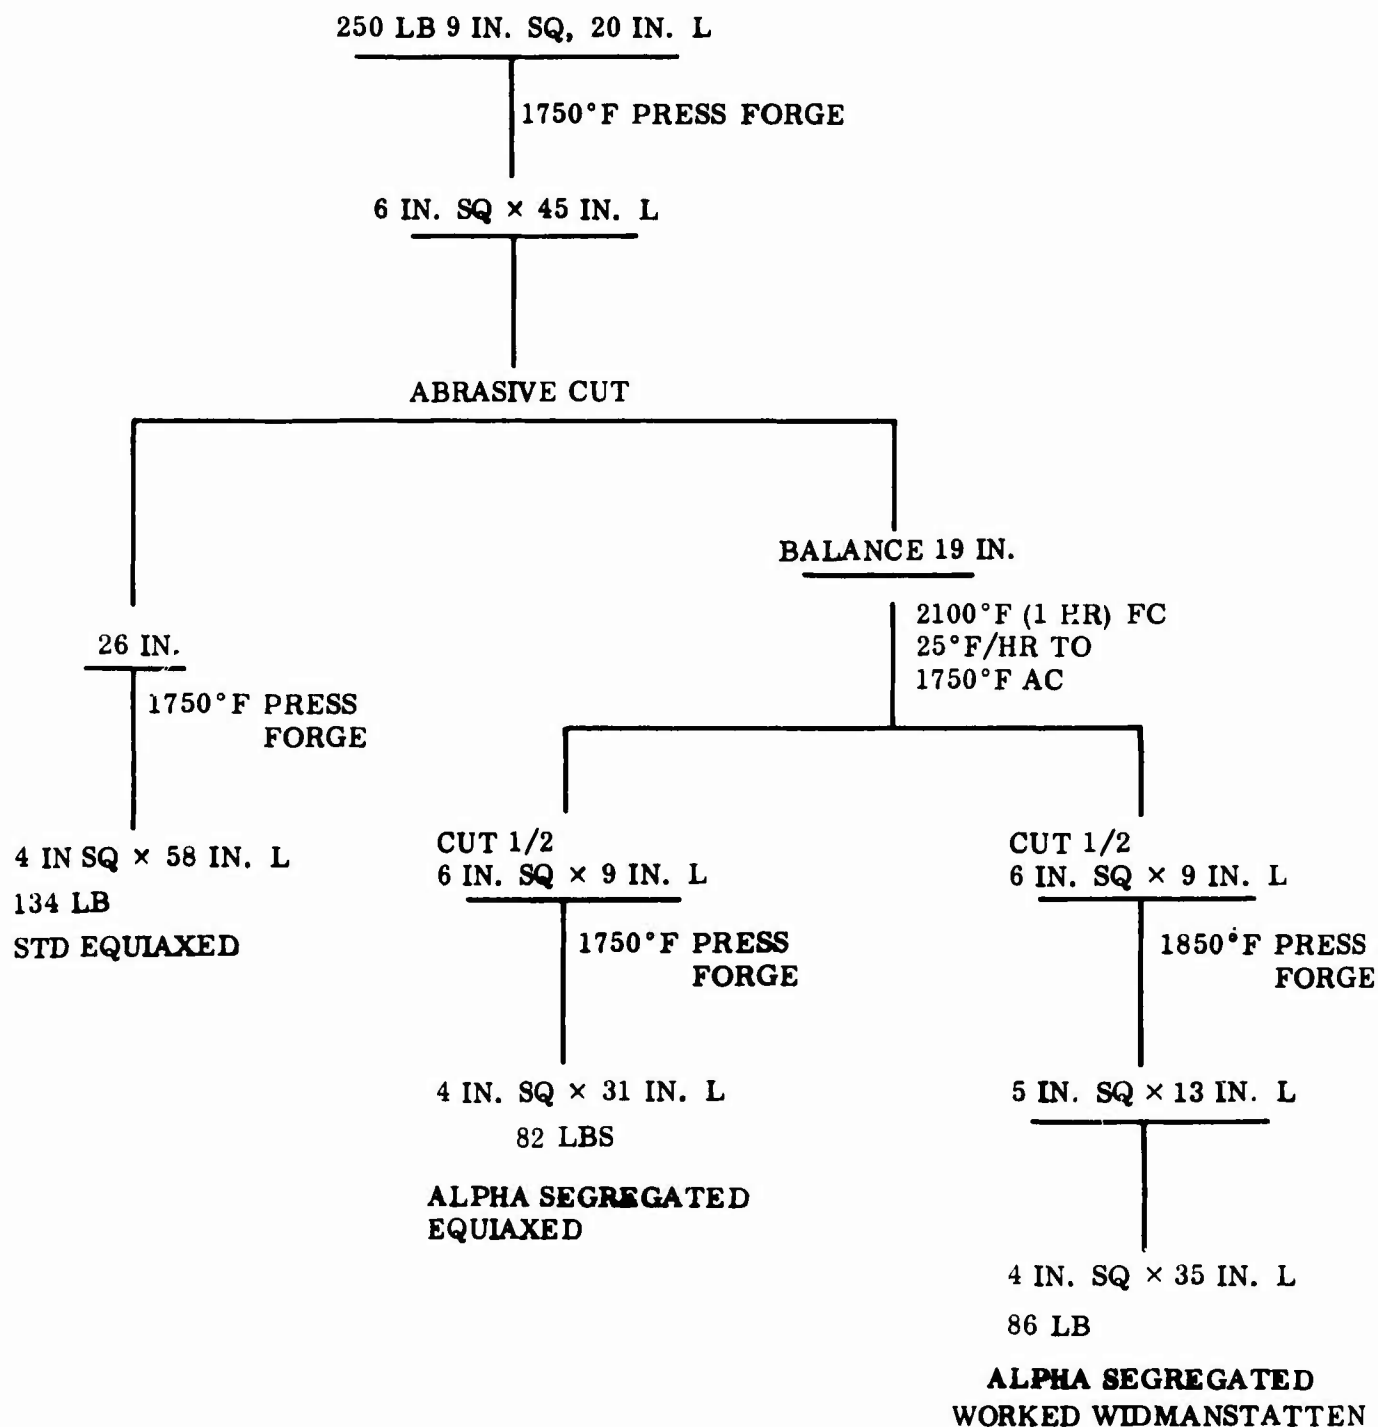 250 LB 9 IN. SQ, 20 IN. L
1750°F PRESS FORGE
6 IN. SQ × 45 IN. L
ABRASIVE CUT
BALANCE 19 IN.
2100°F (1 HR) FC
25°F/HR TO
1750°F AC
26 IN.
1750°F PRESS
FORGE
4 IN SQ × 58 IN. L
134 LB
STD EQUIAXED
CUT 1/2
6 IN. SQ × 9 IN. L
1750°F PRESS
FORGE
4 IN. SQ × 31 IN. L
82 LBS
ALPHA SEGREGATED
EQUIAXED
CUT 1/2
6 IN. SQ × 9 IN. L
1850°F PRESS
FORGE
5 IN. SQ × 13 IN. L
4 IN. SQ × 35 IN. L
86 LB
ALPHA SEGREGATED
WORKED WIDMANSTATTEN